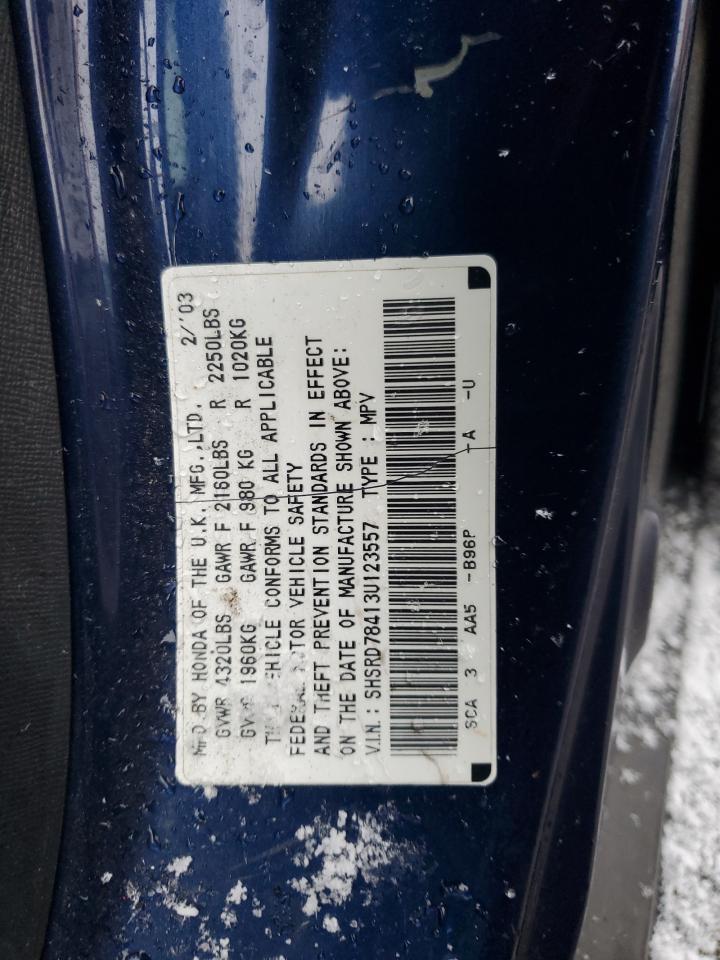 MFD. BY HONDA OF THE U.K. MFG.,LTD. 2/'03
GVWR 4320LBS GAWR F 2160LBS R 2250LBS
GVWR 1960KG GAWR F 980 KG R 1020KG
THIS VEHICLE CONFORMS TO ALL APPLICABLE
FEDERAL MOTOR VEHICLE SAFETY
AND THEFT PREVENTION STANDARDS IN EFFECT
ON THE DATE OF MANUFACTURE SHOWN ABOVE:
V.I.N.: SHSRD78413U123557 TYPE : MPV
SCA 3 AA5 -B96P -A -U